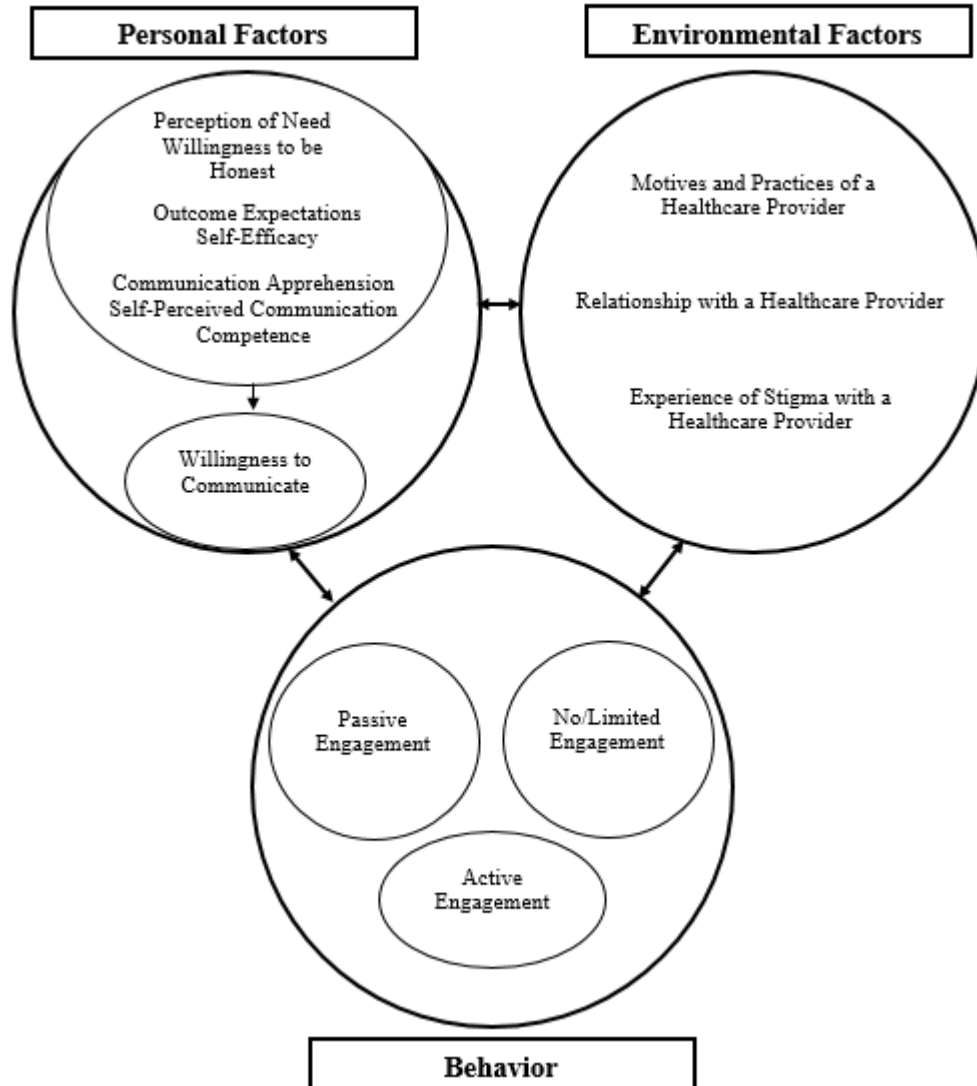 Personal Factors
Environmental Factors
Perception of Need
Willingness to be
Honest
Outcome Expectations
Self-Efficacy
Communication Apprehension
Self-Perceived Communication
Competence
Willingness to
Communicate
Motives and Practices of a
Healthcare Provider
Relationship with a Healthcare Provider
Experience of Stigma with a
Healthcare Provider
Passive
Engagement
No/Limited
Engagement
Active
Engagement
Behavior